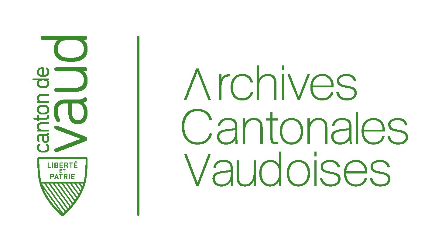 canton de
vaud
LIBERTÉ
ET
PATRIE
Archives
Cantonales
Vaudoises